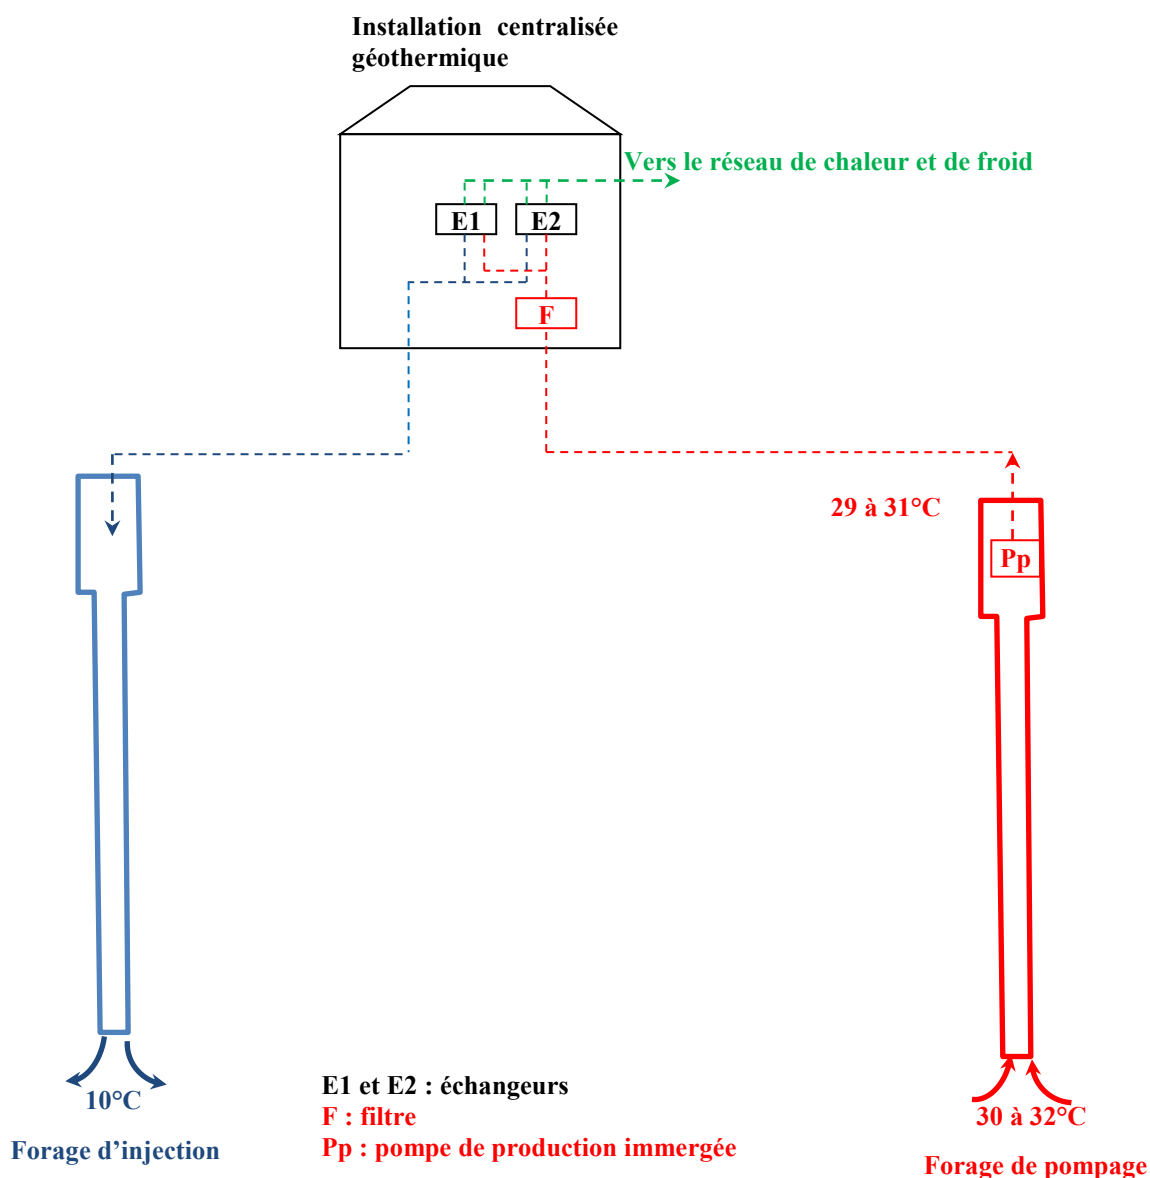 Installation centralisée
géothermique
Vers le réseau de chaleur et de froid
E1
E2
F
29 à 31°C
Pp
10°C
Forage d’injection
E1 et E2 : échangeurs
F : filtre
Pp : pompe de production immergée
30 à 32°C
Forage de pompage